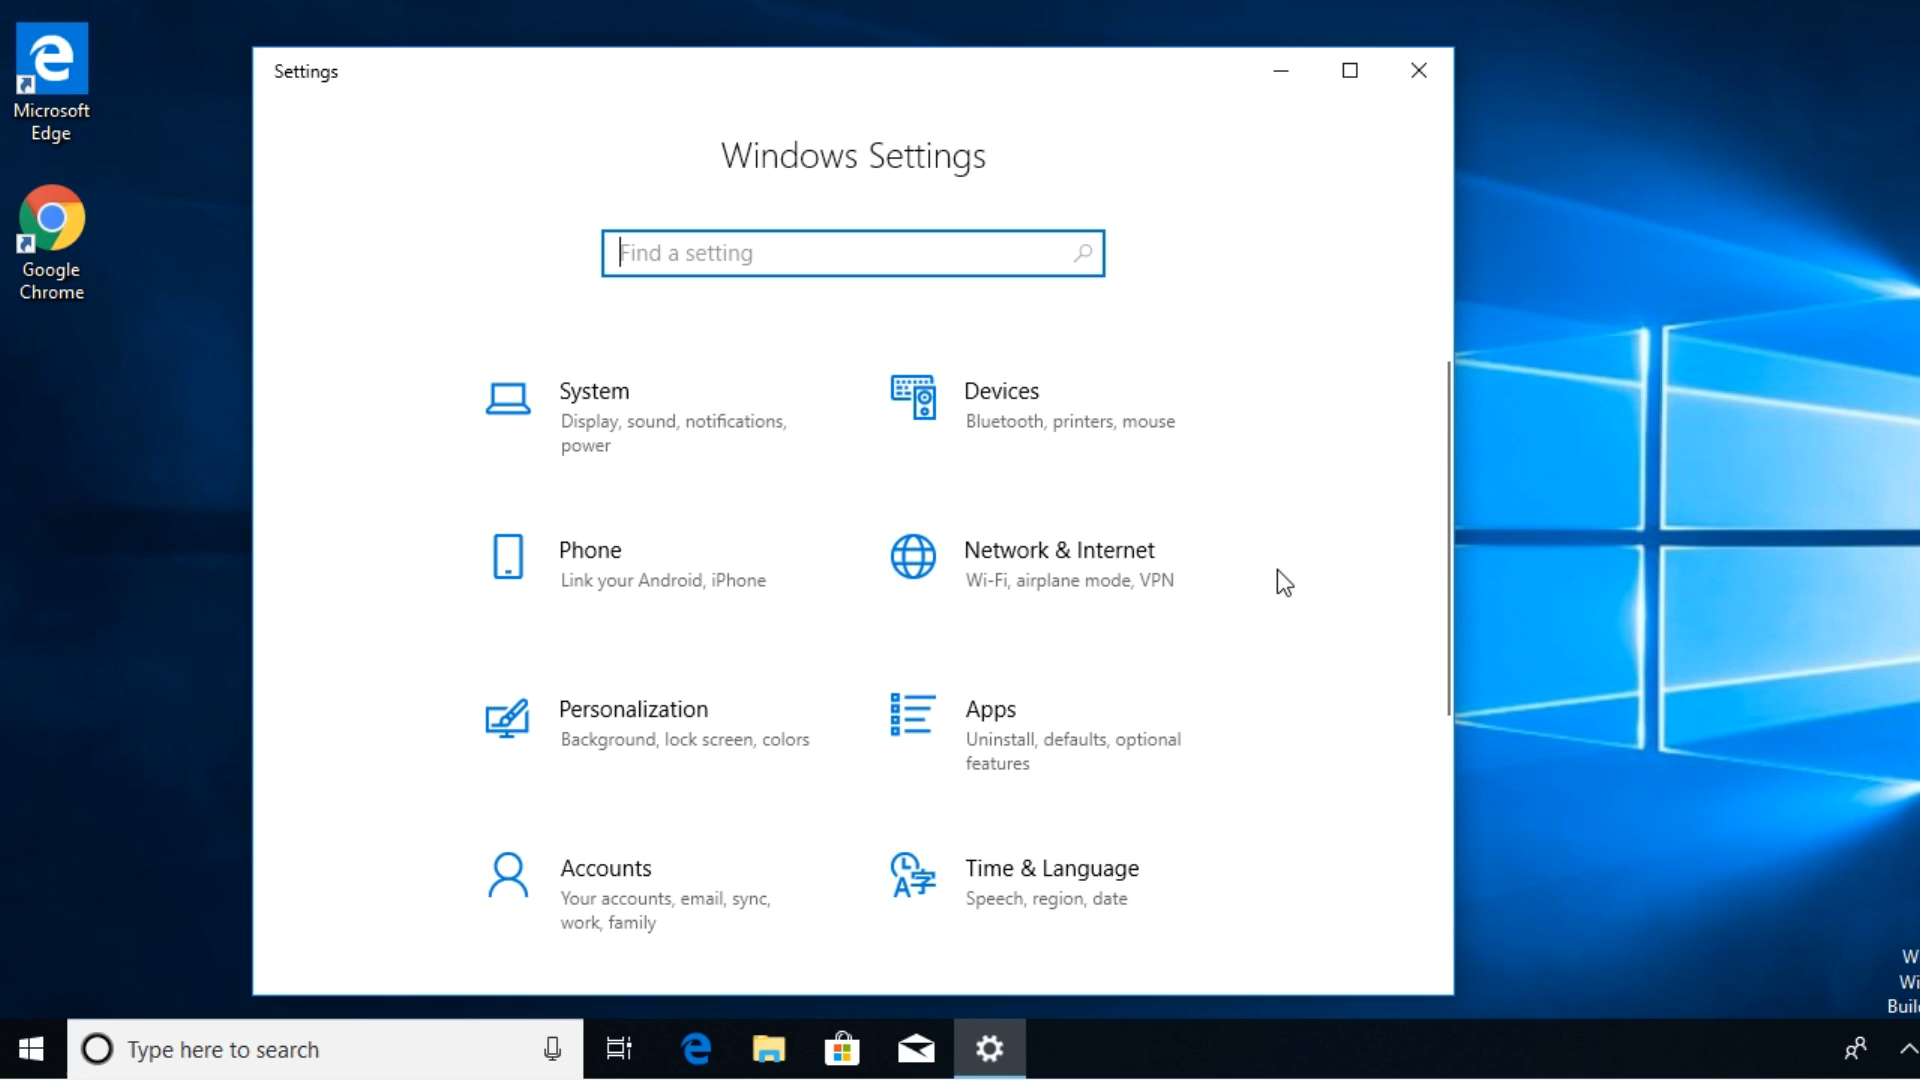 Microsoft
Edge
Google
Chrome
Settings
Windows Settings
Find a setting
System
Display, sound, notifications,
power
Devices
Bluetooth, printers, mouse
Phone
Link your Android, iPhone
Network & Internet
Wi-Fi, airplane mode, VPN
Personalization
Background, lock screen, colors
Apps
Uninstall, defaults, optional
features
Accounts
Your accounts, email, sync,
work, family
Time & Language
Speech, region, date
Type here to search